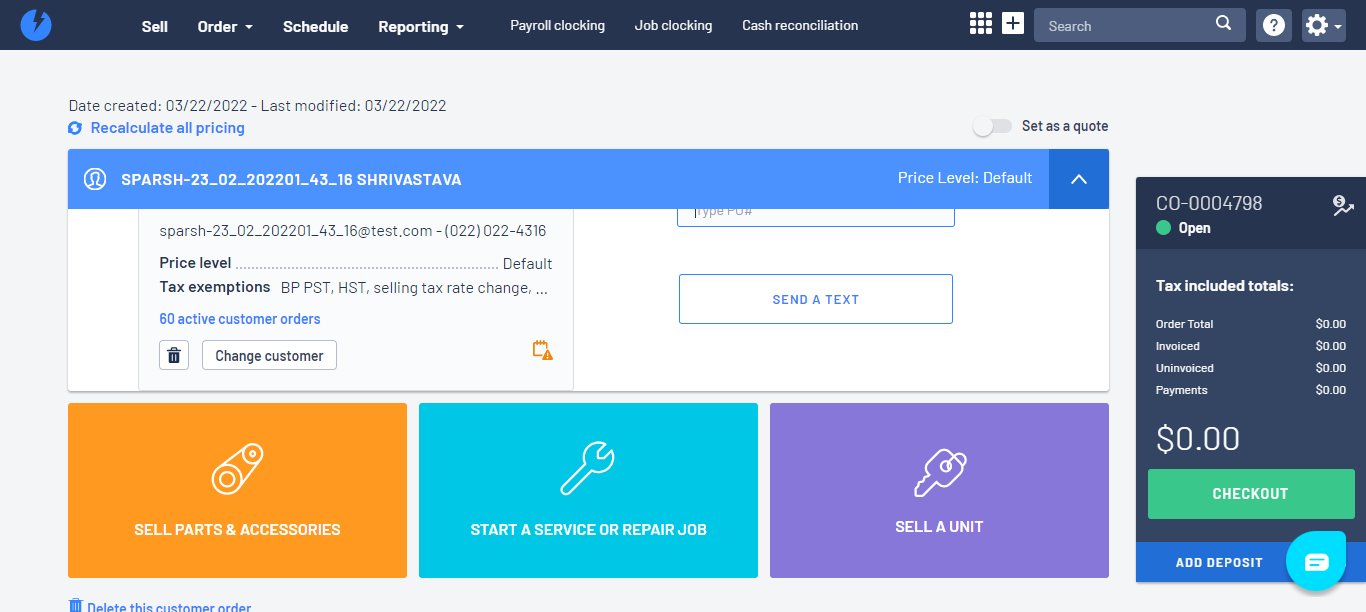 Sell Order Schedule Reporting Payroll clocking Job clocking Cash reconciliation Search
Date created: 03/22/2022 - Last modified: 03/22/2022
Recalculate all pricing
Set as a quote
SPARSH-23_02_202201_43_16 SHRIVASTAVA
Price Level: Default
Type PO#
sparsh-23_02_202201_43_16@test.com - (022) 022-4316
Price level Default
Tax exemptions BP PST, HST, selling tax rate change, ...
60 active customer orders
Change customer
SEND A TEXT
SELL PARTS & ACCESSORIES
START A SERVICE OR REPAIR JOB
SELL A UNIT
Delete this customer order
CO-0004798
Open
Tax included totals:
Order Total $0.00
Invoiced $0.00
Uninvoiced $0.00
Payments $0.00
$0.00
CHECKOUT
ADD DEPOSIT